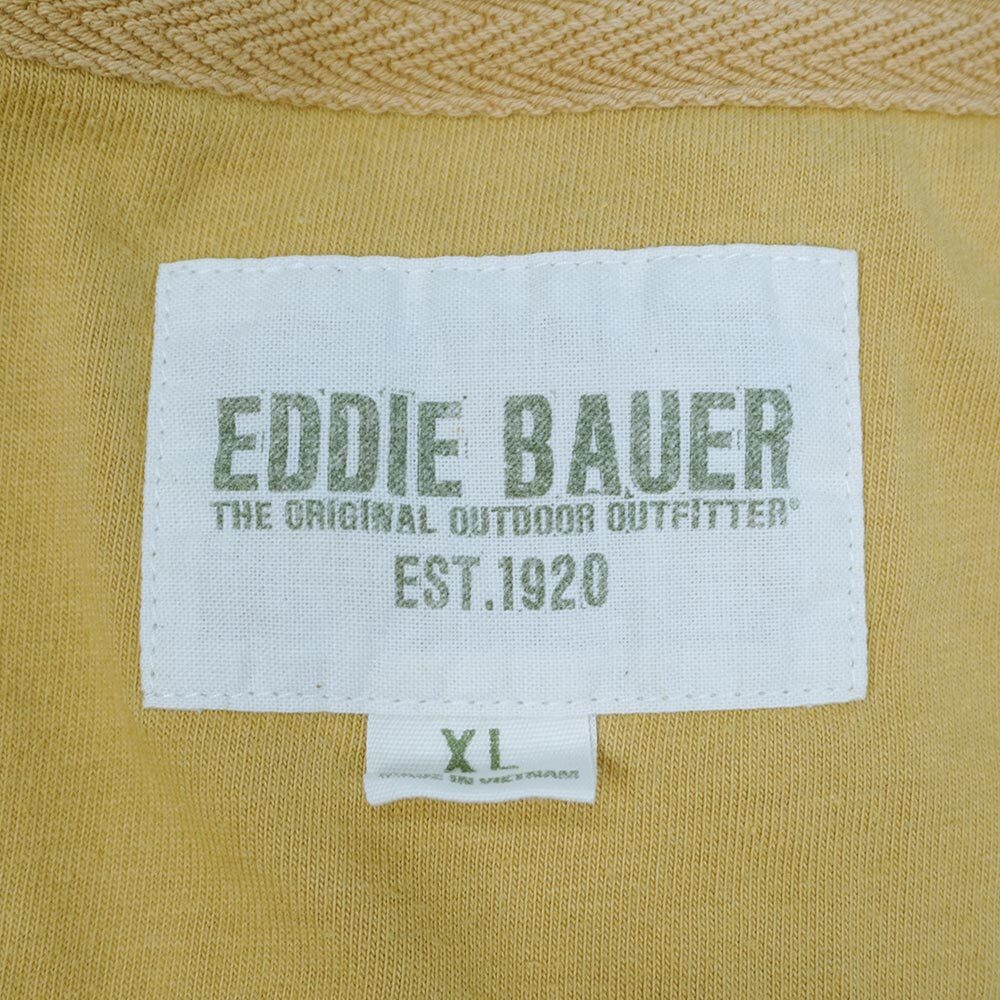 EDDIE BAUER
THE ORIGINAL OUTDOOR OUTFITTER®
EST.1920
XL
MADE IN VIETNAM